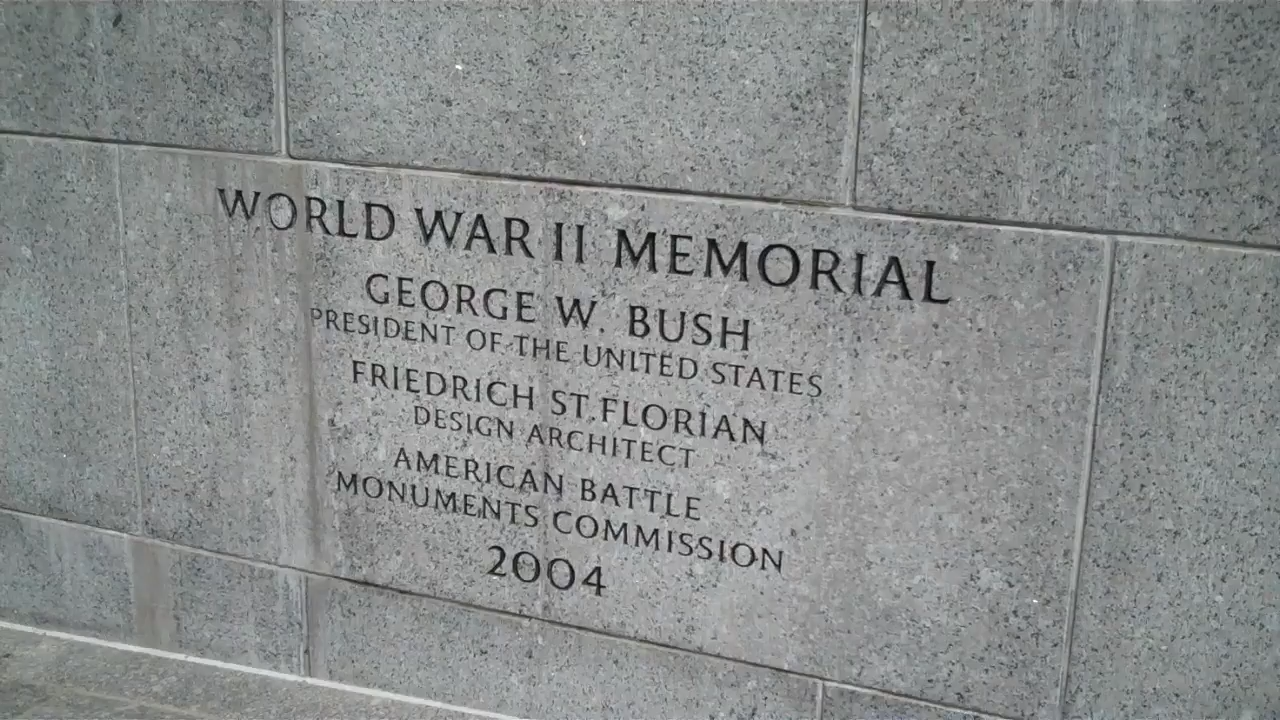 WORLD WAR II MEMORIAL
GEORGE W. BUSH
PRESIDENT OF THE UNITED STATES
FRIEDRICH ST.FLORIAN
DESIGN ARCHITECT
AMERICAN BATTLE
MONUMENTS COMMISSION
2004